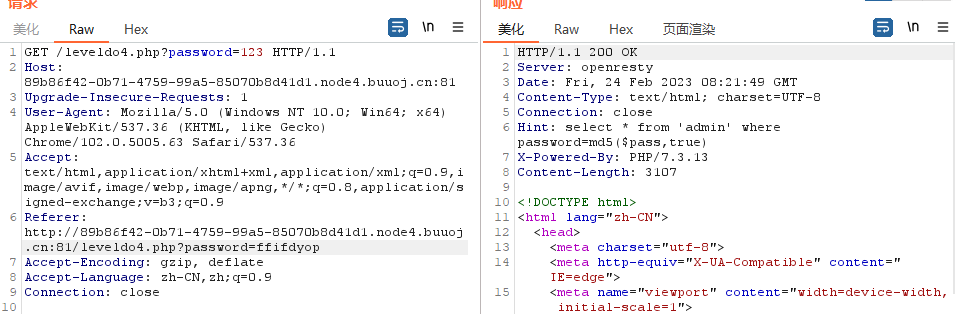 请求
响应
美化 Raw Hex \n
美化 Raw Hex 页面渲染 \n
1 GET /leveldo4.php?password=123 HTTP/1.1
2 Host:
89b86f42-0b71-4759-99a5-85070b8d41d1.node4.buuoj.cn:81
3 Upgrade-Insecure-Requests: 1
4 User-Agent: Mozilla/5.0 (Windows NT 10.0; Win64; x64)
AppleWebKit/537.36 (KHTML, like Gecko)
Chrome/102.0.5005.63 Safari/537.36
5 Accept:
text/html,application/xhtml+xml,application/xml;q=0.9,i
mage/avif,image/webp,image/apng,*/*;q=0.8,application/s
igned-exchange;v=b3;q=0.9
6 Referer:
http://89b86f42-0b71-4759-99a5-85070b8d41d1.node4.buuoj
.cn:81/leveldo4.php?password=ffifdyop
7 Accept-Encoding: gzip, deflate
8 Accept-Language: zh-CN,zh;q=0.9
9 Connection: close
10
1 HTTP/1.1 200 OK
2 Server: openresty
3 Date: Fri, 24 Feb 2023 08:21:49 GMT
4 Content-Type: text/html; charset=UTF-8
5 Connection: close
6 Hint: select * from 'admin' where
password=md5($pass,true)
7 X-Powered-By: PHP/7.3.13
8 Content-Length: 3107
9
10 <!DOCTYPE html>
11 <html lang="zh-CN">
12 <head>
13 <meta charset="utf-8">
14 <meta http-equiv="X-UA-Compatible" content="
IE=edge">
15 <meta name="viewport" content="width=device-width,
initial-scale=1">